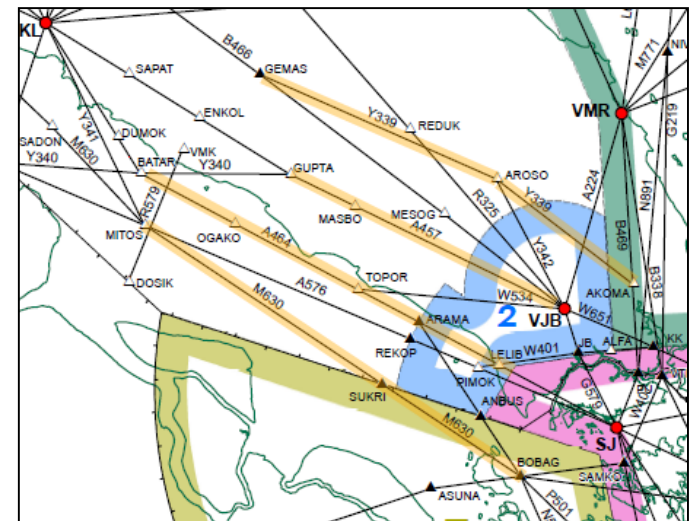 KL
B466
GEMAS
SAPAT
ENKOL
Y339
REDUK
VMR
M771
G219
Y341
DUMOK
SADON
M630
Y340
BATAR
VMK
Y340
GUPTA
AROSO
Y339
R325
A224
N891
B469
R579
MASBO
MESOG
A457
Y342
MITOS
OGAKO
A464
DOSIK
A576
TOPOR
W534
AKOMA
B338
M630
ARAMA
2
VJB
W651
REKOP
LELIB
W401
JB
ALFA
KK
PIMOK
SUKRI
ANBUS
G579
W402
SJ
M630
BOBAG
SAMKO
ASUNA
P501